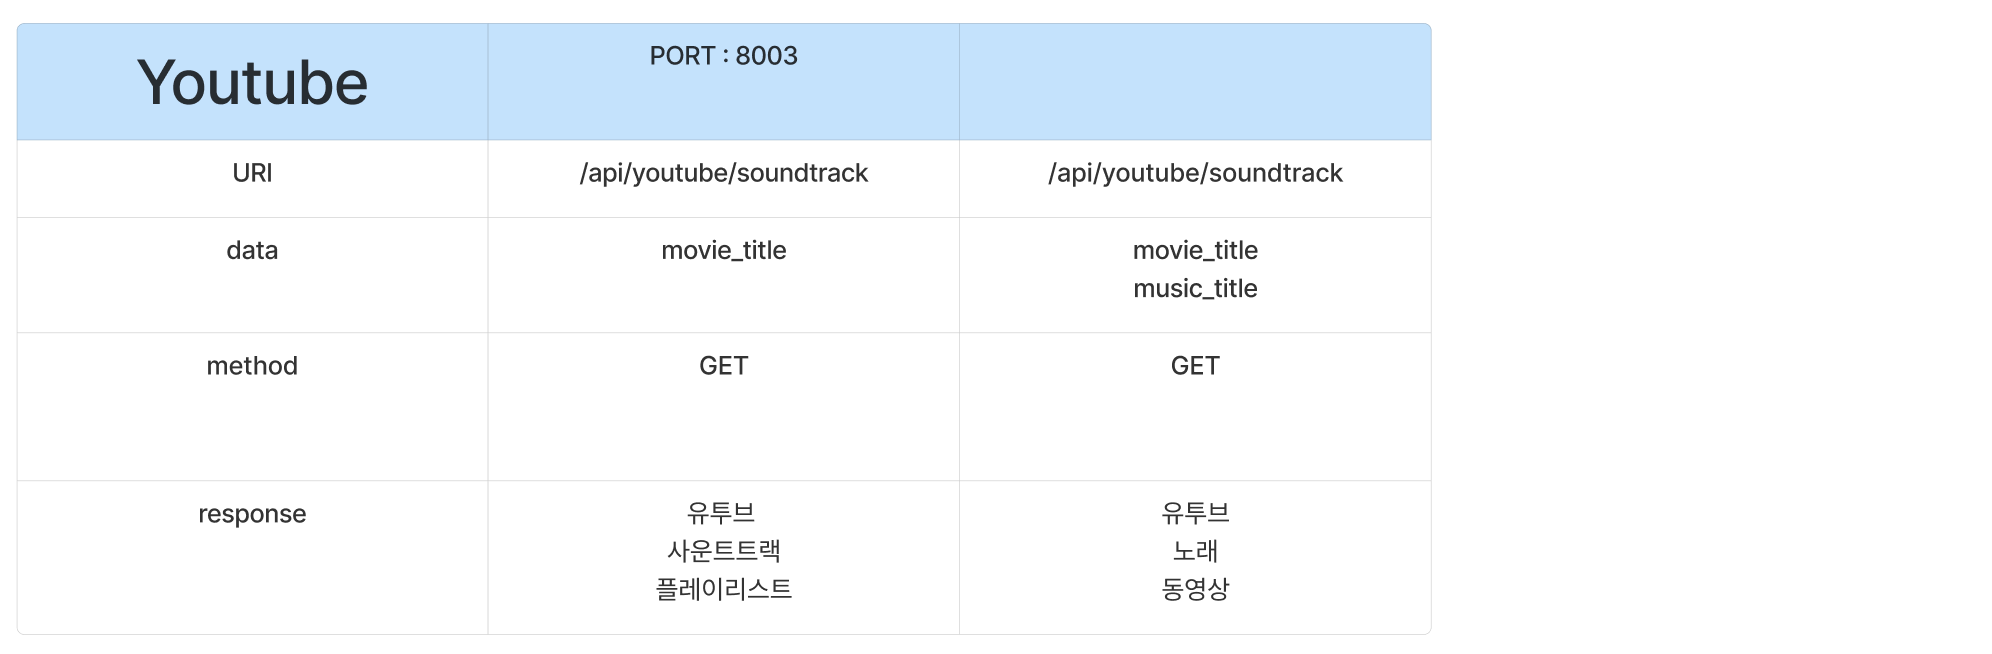 Youtube
PORT : 8003
URI
/api/youtube/soundtrack
/api/youtube/soundtrack
data
movie_title
movie_title
music_title
method
GET
GET
response
유투브
사운트트랙
플레이리스트
유투브
노래
동영상